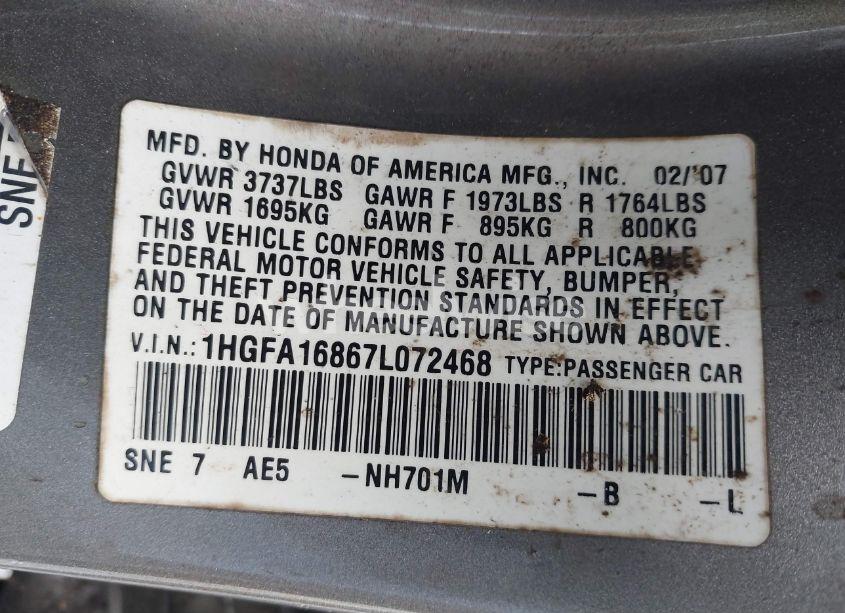 SNE
MFD. BY HONDA OF AMERICA MFG., INC. 02/'07
GVWR 3737LBS GAWR F 1973LBS R 1764LBS
GVWR 1695KG GAWR F 895KG R 800KG
THIS VEHICLE CONFORMS TO ALL APPLICABLE
FEDERAL MOTOR VEHICLE SAFETY, BUMPER,
AND THEFT PREVENTION STANDARDS IN EFFECT
ON THE DATE OF MANUFACTURE SHOWN ABOVE.
V.I.N.: 1HGFA16867L072468 TYPE:PASSENGER CAR
SNE 7 AE5 -NH701M -B -L